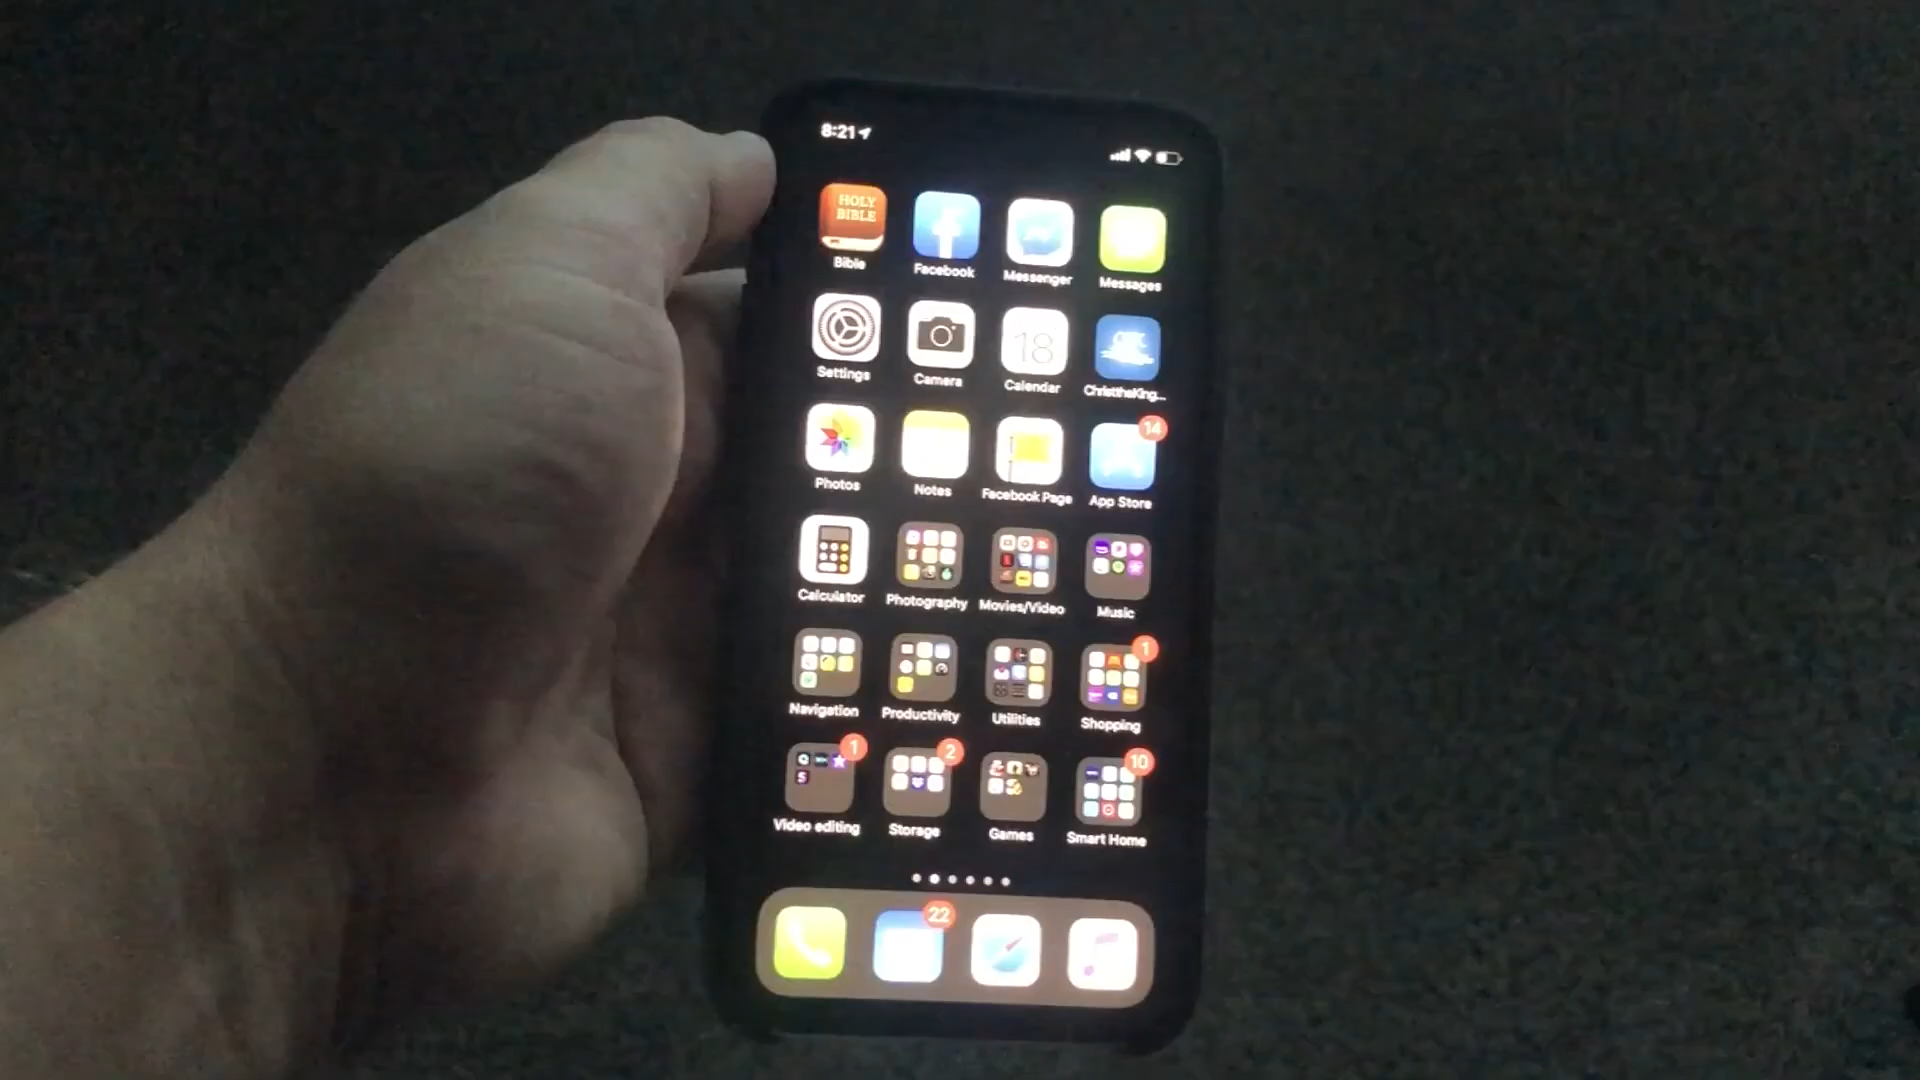 8:21
HOLY
BIBLE
Bible
Facebook
Messenger
Messages
Settings
Camera
18
Calendar
ChristtheKing...
Photos
Notes
Facebook Page
14
App Store
Calculator
Photography
Movies/Video
Music
Navigation
Productivity
Utilities
1
Shopping
1
Video editing
2
Storage
Games
10
Smart Home
22